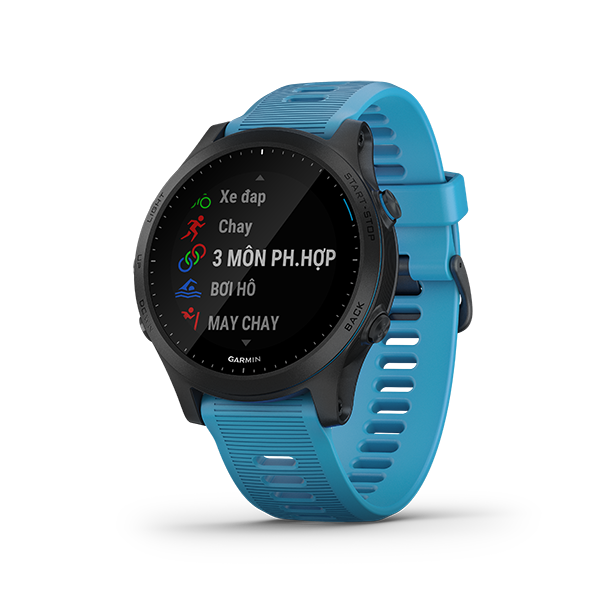 LIGHT
START•STOP
Xe đap
Chay
3 MÔN PH.HỢP
BƠI HÔ
MAY CHAY
GARMIN
BACK